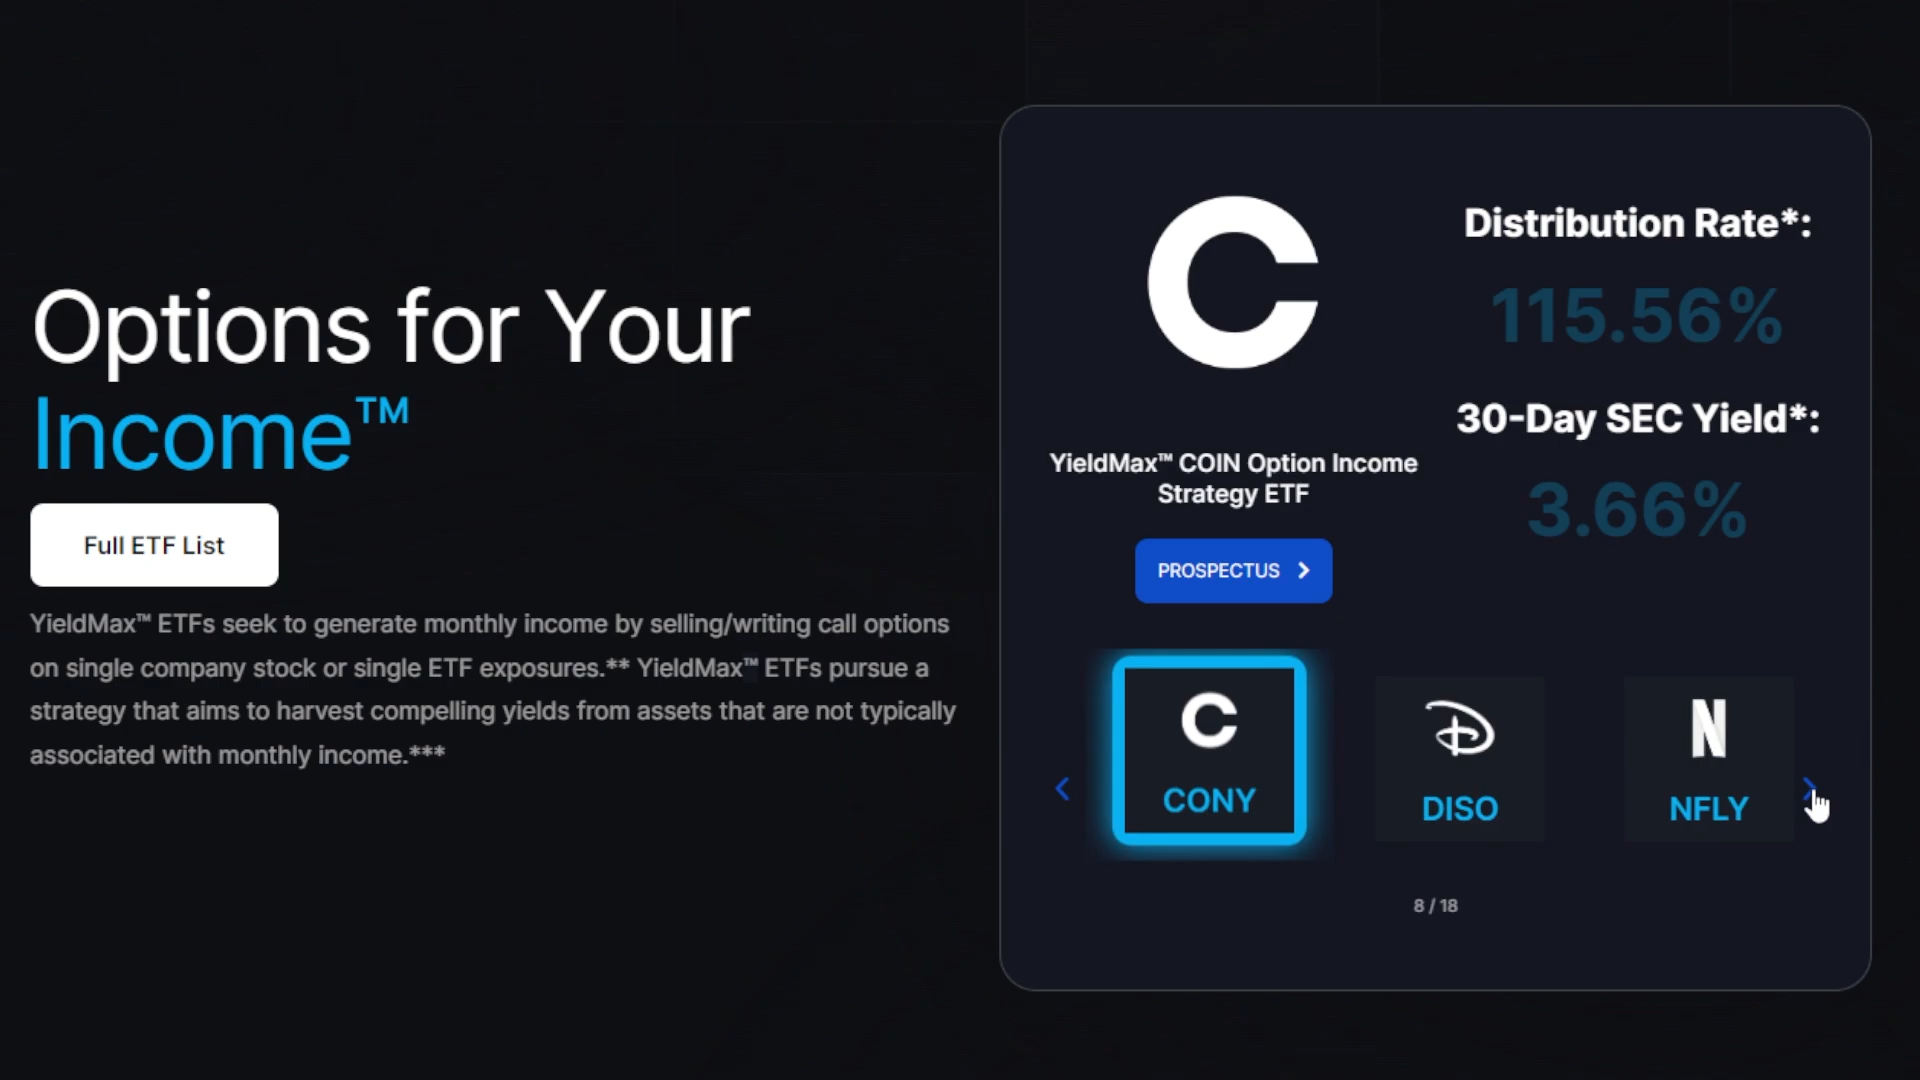 Options for Your
Income™
Full ETF List
YieldMax™ ETFs seek to generate monthly income by selling/writing call options
on single company stock or single ETF exposures.** YieldMax™ ETFs pursue a
strategy that aims to harvest compelling yields from assets that are not typically
associated with monthly income.***
C
Distribution Rate*:
115.56%
30-Day SEC Yield*:
3.66%
YieldMax™ COIN Option Income
Strategy ETF
PROSPECTUS
C
CONY
D
DISO
N
NFLY
8 / 18